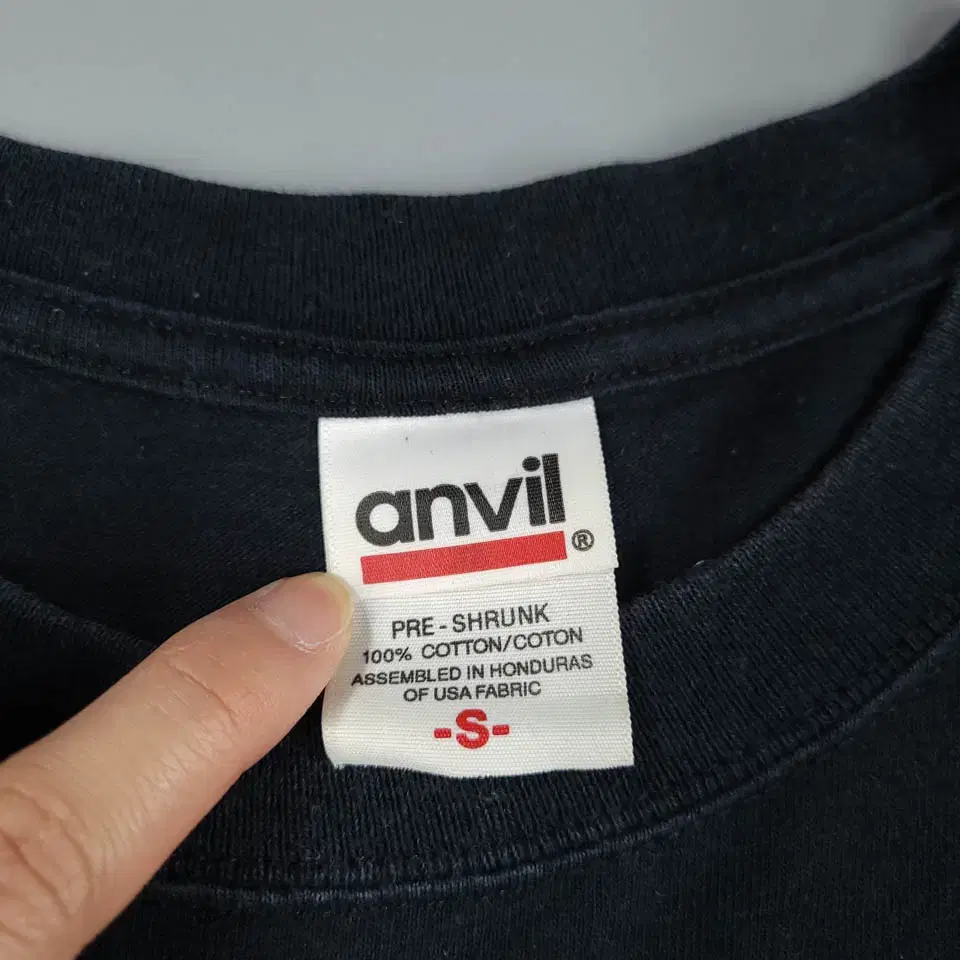 anvil®
PRE - SHRUNK
100% COTTON/COTON
ASSEMBLED IN HONDURAS
OF USA FABRIC
-S-